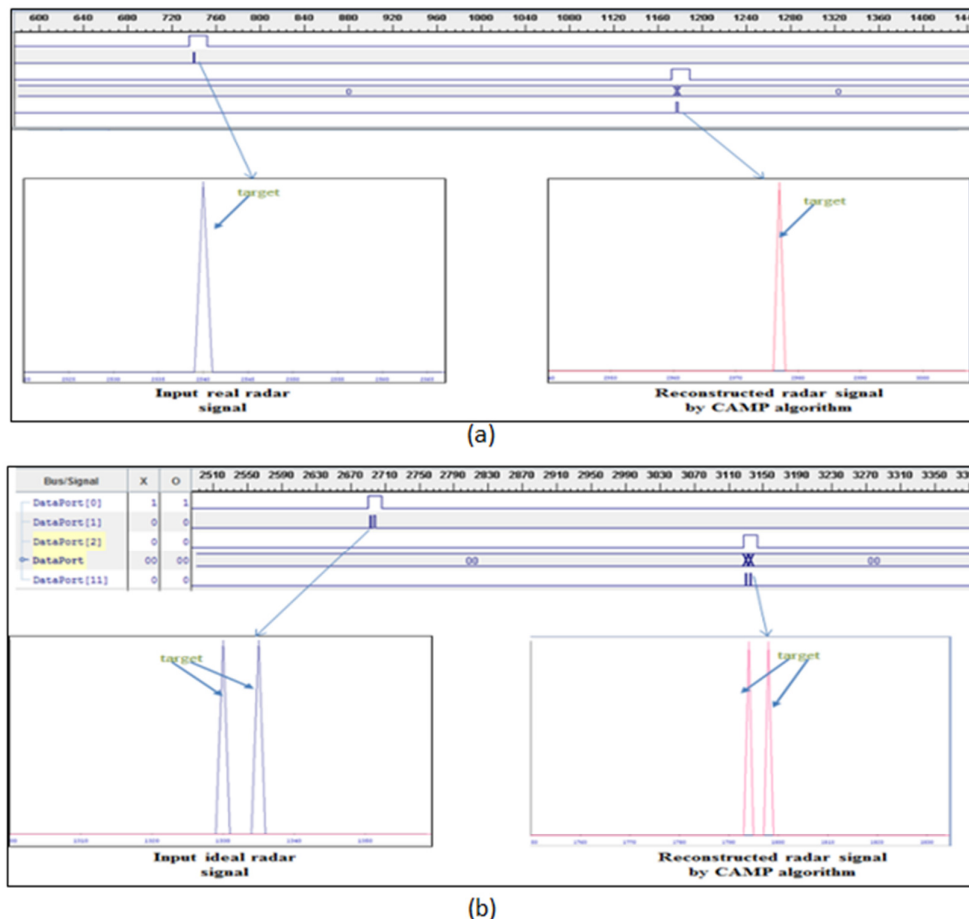 600 640 680 720 760 800 840 880 920 960 1000 1040 1080 1120 1160 1200 1240 1280 1320 1360 1400
0 0
target target
Input real radar
signal
Reconstructed radar signal
by CAMP algorithm
(a)
Bus/Signal X O 2510 2550 2590 2630 2670 2710 2750 2790 2830 2870 2910 2950 2990 3030 3070 3110 3150 3190 3230 3270 3310 3350
DataPort[0] 1 1
DataPort[1] 0 0
DataPort[2] 0 0
DataPort 00 00 00 00
DataPort[11] 0 0
target target
Input ideal radar
signal
Reconstructed radar signal
by CAMP algorithm
(b)